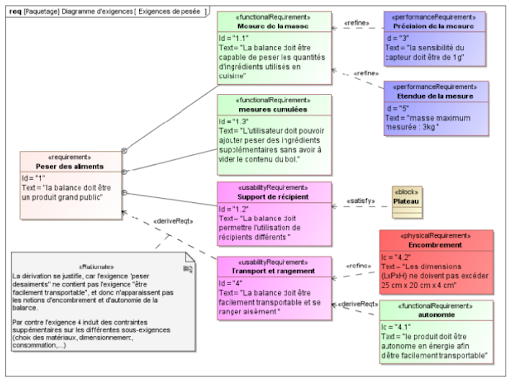 req [Paquetage] Diagramme d'exigences [ Exigences de pesée ]
«functionalRequirement»
Mesure de la masse
Id = "1.1"
Text = "La balance doit être
capable de peser les quantités
d'ingrédients utilisés en
cuisine"
«refine»
«performanceRequirement»
Précision de la mesure
Id = "3"
Text = "la sensibilité du
capteur doit être de 1g"
«refine»
«performanceRequirement»
Etendue de la mesure
Id = "5"
Text = "masse maximum
mesurée : 3kg"
«functionalRequirement»
mesures cumulées
Id = "1.3"
Text = "L'utilisateur doit pouvoir
ajouter peser des ingrédients
supplémentaires sans avoir à
vider le contenu du bol."
«requirement»
Peser des aliments
Id = "1"
Text = "la balance doit être
un produit grand public"
«usabilityRequirement»
Support de récipient
Id = "1.2"
Text = "La balance doit
permettre l'utilisation de
récipients différents "
«satisfy»
«block»
Plateau
«deriveReqt»
«usabilityRequirement»
Transport et rangement
Id = "4"
Text = "La balance doit être
facilement transportable et se
ranger aisément"
«refine»
«physicalRequirement»
Encombrement
Id = "4.2"
Text = "Les dimensions
(LxPxH) ne doivent pas excéder
25 cm x 20 cm x 4 cm"
«deriveReqt»
«functionalRequirement»
autonomie
Id = "4.1"
Text = "le produit doit être
autonome en énergie afin
d'être facilement transportable"
«Rationale»
La dérivation se justifie, car l'exigence 'peser
desaiments" ne contient pas l'exigence "être
facilement transportable", et donc n'apparaissent pas
les notions d'encombrement et d'autonomie de la
balance.
Par contre l'exigence 4 induit des contraintes
supplémentaires sur les différentes sous-exigences
(choix des matériaux, dimensionnement,
consommation,...)